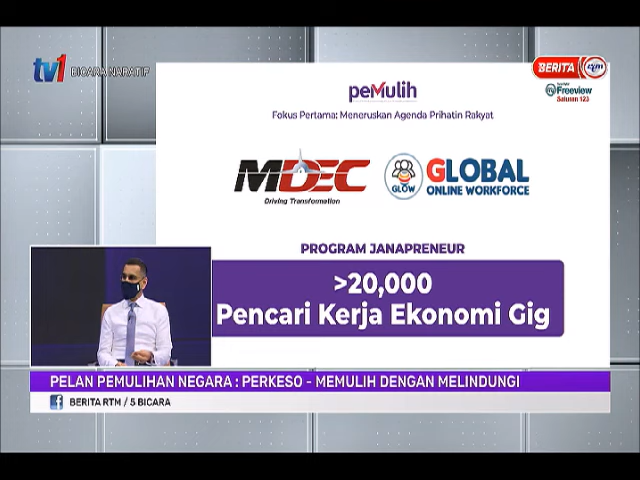 tv1
BICARA NARATIF
BERITA rtm
Freeview
Saluran 123
peMulih
Fokus Pertama: Meneruskan Agenda Prihatin Rakyat
MDEC
Driving Transformation
GLOW
GLOBAL
ONLINE WORKFORCE
PROGRAM JANAPRENEUR
>20,000
Pencari Kerja Ekonomi Gig
PELAN PEMULIHAN NEGARA : PERKESO - MEMULIH DENGAN MELINDUNGI
BERITA RTM / 5 BICARA